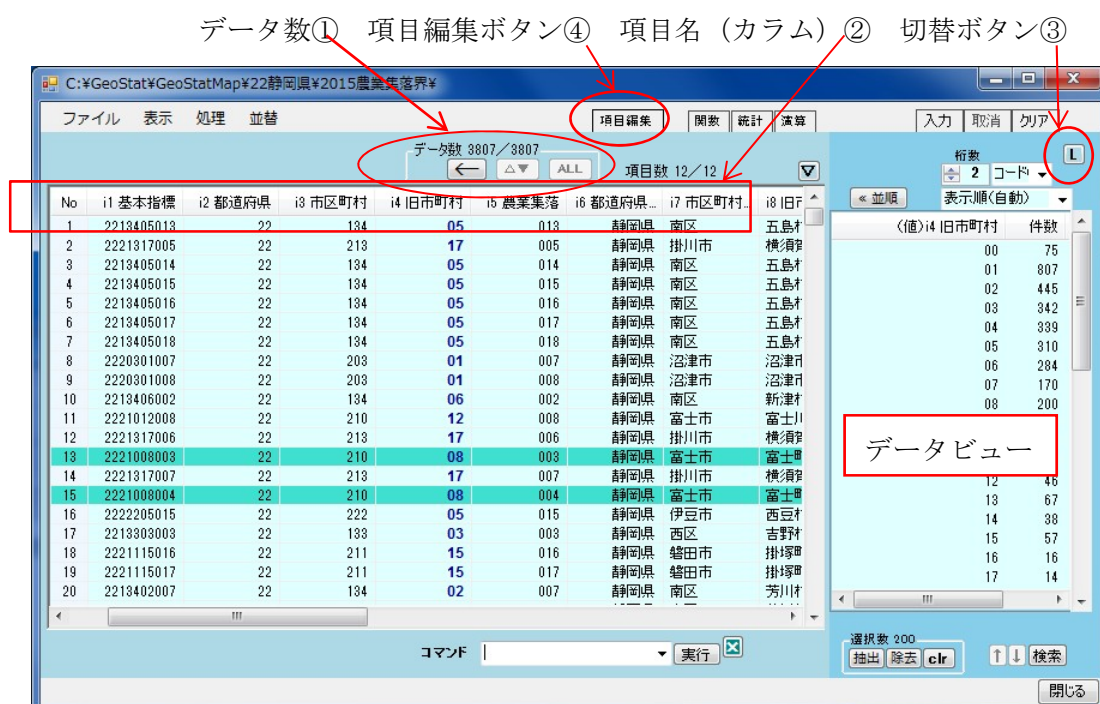 データ数① 項目編集ボタン④ 項目名(カラム)② 切替ボタン③
C:¥GeoStat¥GeoStatMap¥22静岡県¥2015農業集落界¥
ファイル 表示 処理 並替 項目編集 関数 統計 演算 入力 取消 クリア
データ数 3807/3807 桁数 L
← △▼ ALL 項目数 12/12 ▽ 2 コード
≪並順 表示順(自動)
No i1 基本指標 i2 都道府県 i3 市区町村 i4 旧市町村 i5 農業集落 i6 都道府県... i7 市区町村... i8 旧
(値)i4 旧市町村 件数
1 2213405013 22 134 05 013 静岡県 南区 五島
2 2221317005 22 213 17 005 静岡県 掛川市 横須
3 2213405014 22 134 05 014 静岡県 南区 五島
4 2213405015 22 134 05 015 静岡県 南区 五島
5 2213405016 22 134 05 016 静岡県 南区 五島
6 2213405017 22 134 05 017 静岡県 南区 五島
7 2213405018 22 134 05 018 静岡県 南区 五島
8 2220301007 22 203 01 007 静岡県 沼津市 沼津
9 2220301008 22 203 01 008 静岡県 沼津市 沼津
10 2213406002 22 134 06 002 静岡県 南区 新津
11 2221012008 22 210 12 008 静岡県 富士市 富士
12 2221317006 22 213 17 006 静岡県 掛川市 横須
13 2221008003 22 210 08 003 静岡県 富士市 富士
14 2221317007 22 213 17 007 静岡県 掛川市 横須
15 2221008004 22 210 08 004 静岡県 富士市 富士
16 2222205015 22 222 05 015 静岡県 伊豆市 西豆
17 2213303003 22 133 03 003 静岡県 西区 吉野
18 2221115016 22 211 15 016 静岡県 磐田市 掛塚
19 2221115017 22 211 15 017 静岡県 磐田市 掛塚
20 2213402007 22 134 02 007 静岡県 南区 芳川
00 75
01 807
02 445
03 342
04 339
05 310
06 284
07 170
08 200
データビュー
12 46
13 67
14 38
15 57
16 16
17 14
コマンド 実行
選択数 200
抽出 除去 clr ↑ ↓ 検索
閉じる